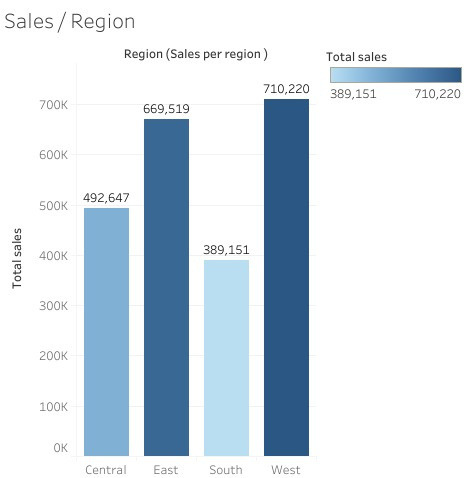 Sales / Region
Region (Sales per region )
Total sales
389,151 710,220
710,220
700K
669,519
600K
500K
492,647
400K
389,151
300K
200K
100K
0K
Total sales
Central East South West